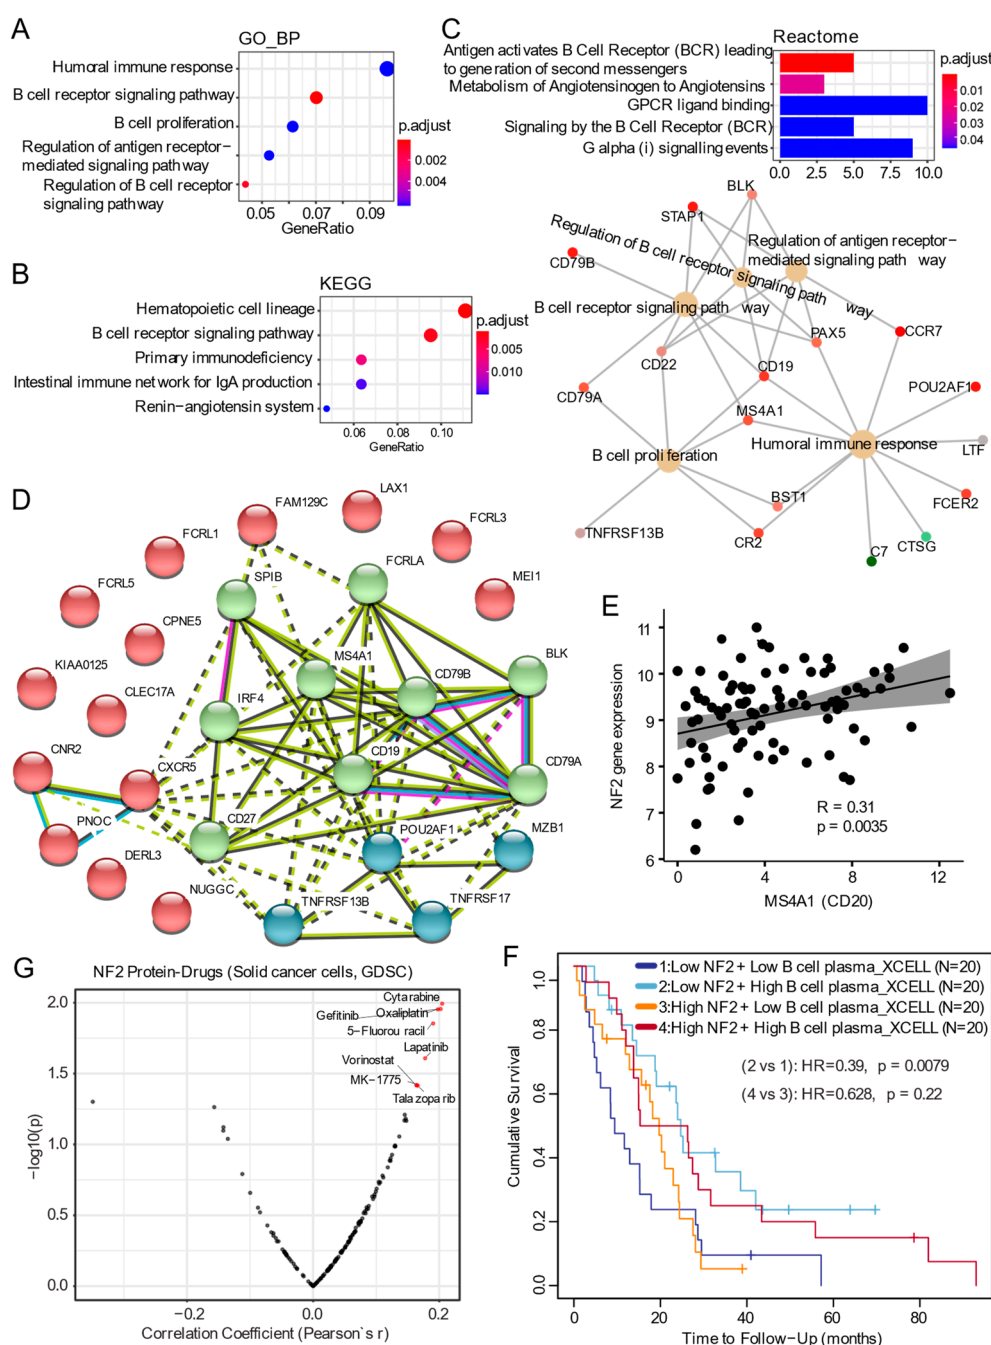 A
GO_BP
Humoral immune response
B cell receptor signaling pathway
B cell proliferation
Regulation of antigen receptor−
mediated signaling pathway
Regulation of B cell receptor
signaling pathway
p.adjust
0.002
0.004
0.05
0.07
0.09
GeneRatio
B
KEGG
Hematopoietic cell lineage
B cell receptor signaling pathway
Primary immunodeficiency
Intestinal immune network for IgA production
Renin−angiotensin system
p.adjust
0.005
0.010
0.06
0.08
0.10
GeneRatio
C
Reactome
Antigen activates B Cell Receptor (BCR) leading
to generation of second messengers
Metabolism of Angiotensinogen to Angiotensins
GPCR ligand binding
Signaling by the B Cell Receptor (BCR)
G alpha (i) signalling events
p.adjust
0.01
0.02
0.03
0.04
0.0
2.5
5.0
7.5
10.0
BLK
STAP1
CD79B
Regulation of B cell receptor signaling path way
Regulation of antigen receptor−
mediated signaling path way
B cell receptor signaling path way
PAX5
CCR7
CD22
CD19
CD79A
POU2AF1
MS4A1
Humoral immune response
LTF
B cell proliferation
FCER2
BST1
TNFRSF13B
CR2
CTSG
C7
D
LAX1
FAM129C
FCRL3
FCRL1
FCRLA
SPIB
MEI1
FCRL5
CPNE5
MS4A1
BLK
CD79B
KIAA0125
CLEC17A
IRF4
CNR2
CXCR5
CD19
CD79A
PNOC
CD27
POU2AF1
MZB1
DERL3
NUGGC
TNFRSF13B
TNFRSF17
E
NF2 gene expression
11
10
9
8
7
6
R = 0.31
p = 0.0035
0
4
8
12
MS4A1 (CD20)
F
1:Low NF2 + Low B cell plasma_XCELL (N=20)
2:Low NF2 + High B cell plasma_XCELL (N=20)
3:High NF2 + Low B cell plasma_XCELL (N=20)
4:High NF2 + High B cell plasma_XCELL (N=20)
(2 vs 1): HR=0.39, p = 0.0079
(4 vs 3): HR=0.628, p = 0.22
Cumulative Survival
1.0
0.8
0.6
0.4
0.2
0.0
0
20
40
60
80
Time to Follow−Up (months)
G
NF2 Protein-Drugs (Solid cancer cells, GDSC)
Cytarabine
Gefitinib
Oxaliplatin
5−Fluorou racil
Lapatinib
Vorinostat
MK−1775
Tala zopa rib
−log10(p)
2.0
1.5
1.0
0.5
0.0
−0.2
0.0
0.2
Correlation Coefficient (Pearson`s r)